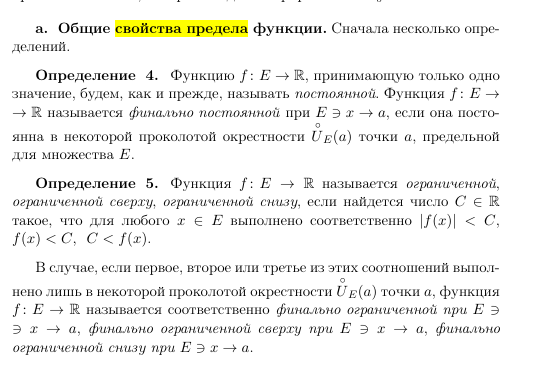 а. Общие свойства предела функции. Сначала несколько опре-
делений.
Определение 4. Функцию f : E → ℝ, принимающую только одно
значение, будем, как и прежде, называть постоянной. Функция f : E →
→ ℝ называется финально постоянной при E ∋ x → a, если она посто-
янна в некоторой проколотой окрестности Ů_E(a) точки a, предельной
для множества E.
Определение 5. Функция f : E → ℝ называется ограниченной,
ограниченной сверху, ограниченной снизу, если найдется число C ∈ ℝ
такое, что для любого x ∈ E выполнено соответственно |f(x)| < C,
f(x) < C, C < f(x).
В случае, если первое, второе или третье из этих соотношений выпол-
нено лишь в некоторой проколотой окрестности Ů_E(a) точки a, функция
f : E → ℝ называется соответственно финально ограниченной при E ∋
∋ x → a, финально ограниченной сверху при E ∋ x → a, финально
ограниченной снизу при E ∋ x → a.